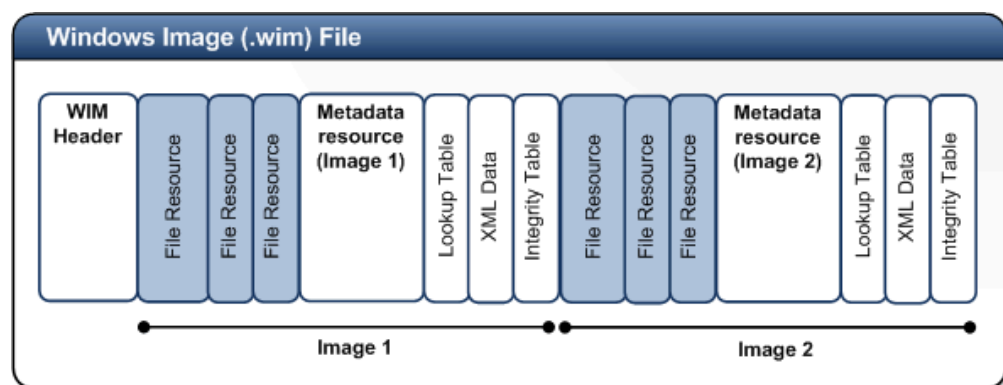 Windows Image (.wim) File
WIM
Header
File Resource
File Resource
File Resource
Metadata
resource
(Image 1)
Lookup Table
XML Data
Integrity Table
File Resource
File Resource
File Resource
Metadata
resource
(Image 2)
Lookup Table
XML Data
Integrity Table
Image 1
Image 2